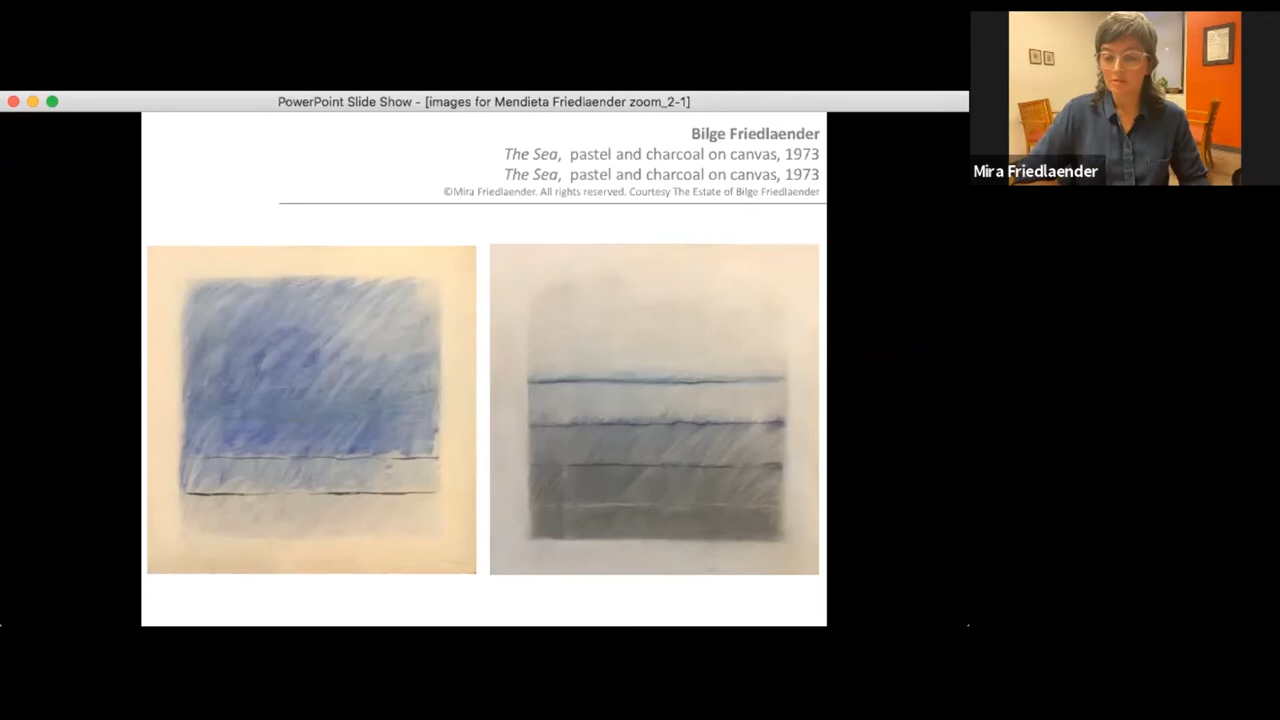 PowerPoint Slide Show - [images for Mendieta Friedlaender zoom_2-1]
Bilge Friedlaender
The Sea, pastel and charcoal on canvas, 1973
The Sea, pastel and charcoal on canvas, 1973
©Mira Friedlaender. All rights reserved. Courtesy The Estate of Bilge Friedlaender
Mira Friedlaender